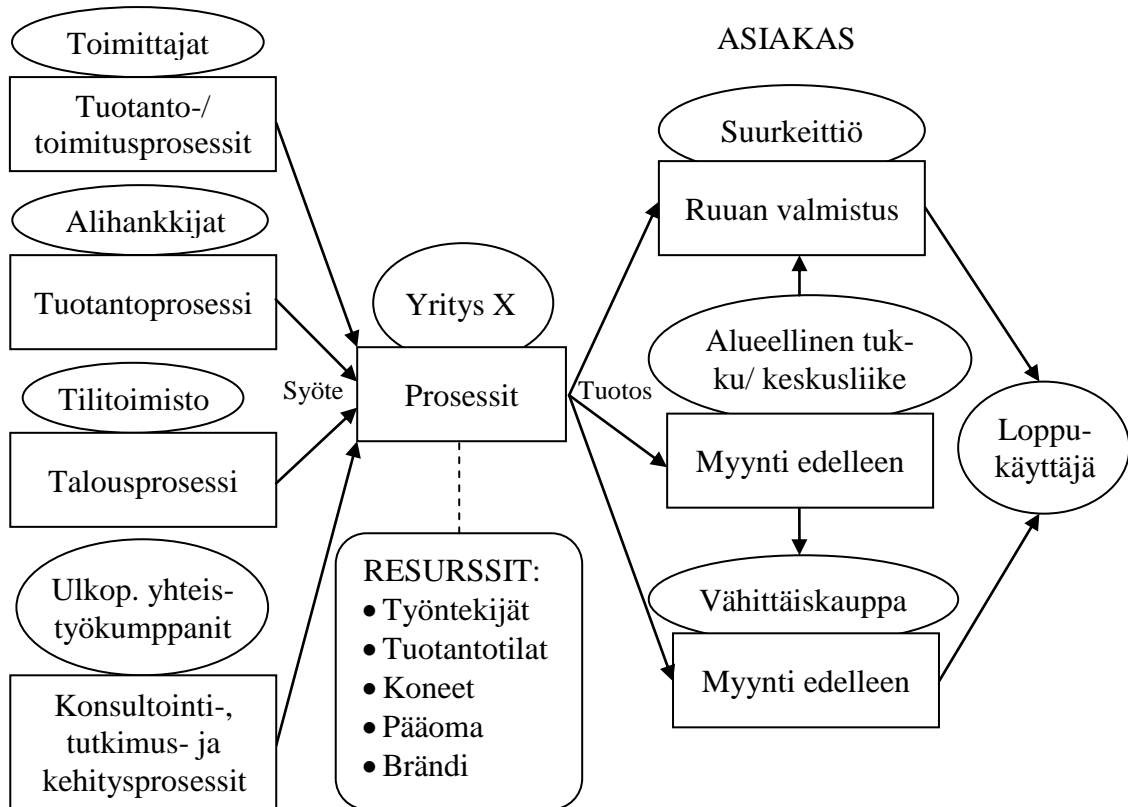 Toimittajat
Tuotanto-/
toimitusprosessit
Alihankkijat
Tuotantoprosessi
Tilitoimisto
Talousprosessi
Ulkop. yhteis-
työkumppanit
Konsultointi-,
tutkimus- ja
kehitysprosessit
Syöte
Yritys X
Prosessit
RESURSSIT:
• Työntekijät
• Tuotantotilat
• Koneet
• Pääoma
• Brändi
Tuotos
ASIAKAS
Suurkeittiö
Ruuan valmistus
Alueellinen tuk-
ku/ keskusliike
Myynti edelleen
Vähittäiskauppa
Myynti edelleen
Loppu-
käyttäjä